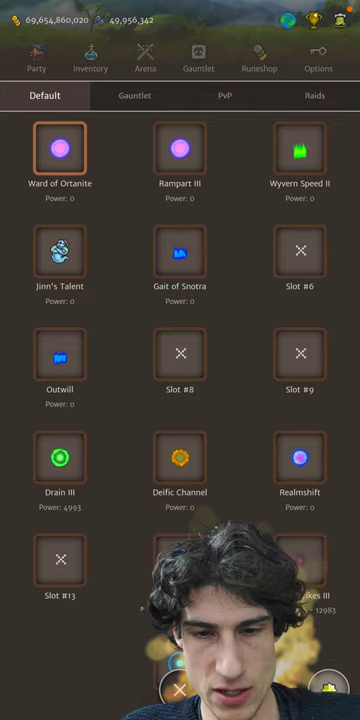 69,654,860,020 49,956,342
Party Inventory Arena Gauntlet Runeshop Options
Default Gauntlet PvP Raids
Ward of Ortanite Rampart III Wyvern Speed II
Power: 0 Power: 0 Power: 0
Jinn's Talent Gait of Snotra Slot #6
Power: 0 Power: 0
Outwill Slot #8 Slot #9
Power: 0
Drain III Deific Channel Realmshift
Power: 4993 Power: 0 Power: 0
Slot #13
- 12983